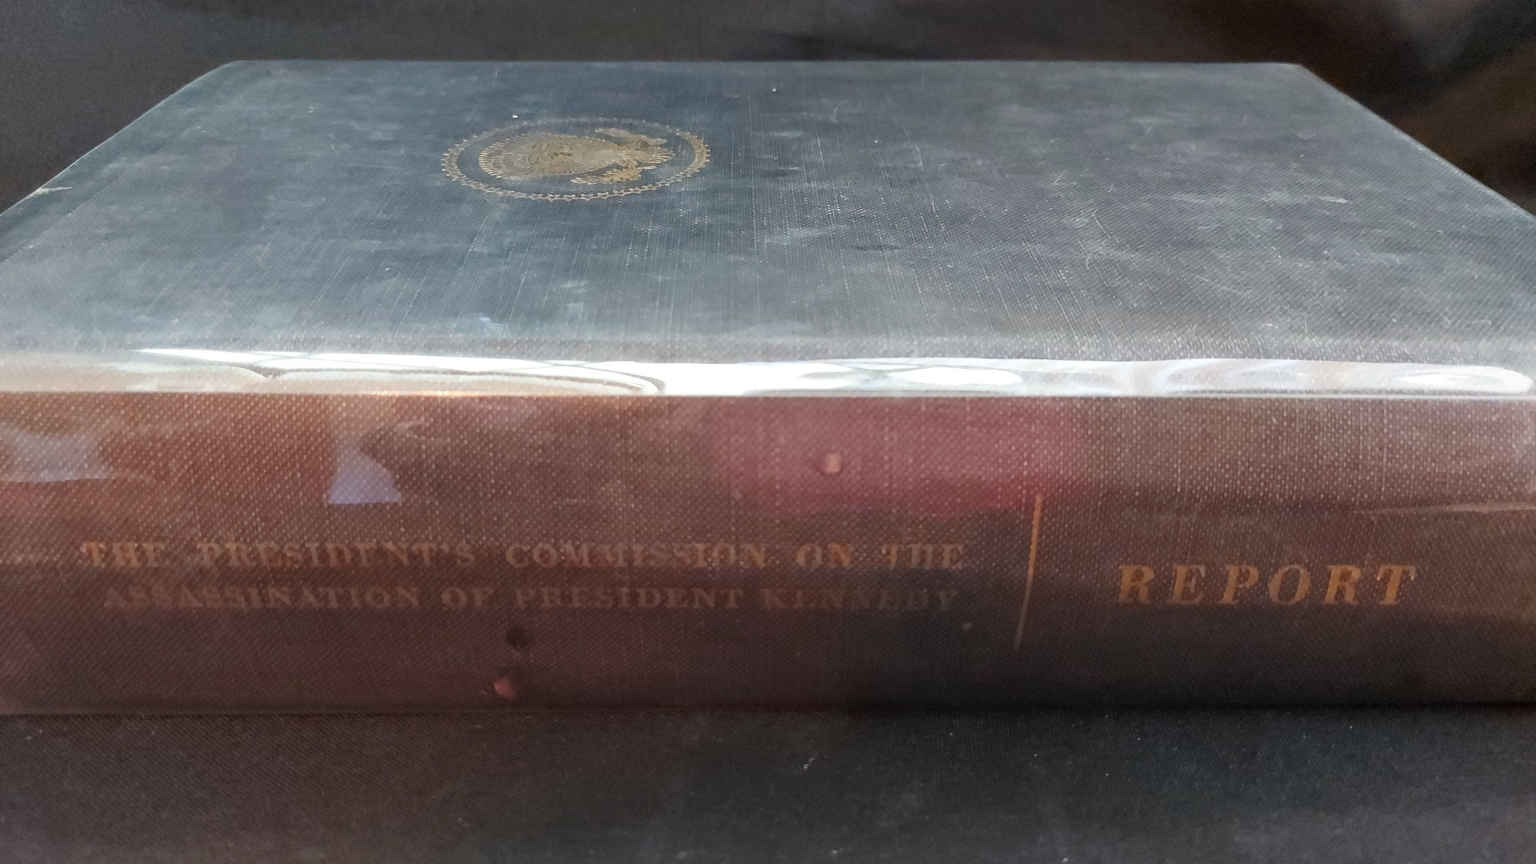 THE PRESIDENT'S COMMISSION ON THE
ASSASSINATION OF PRESIDENT KENNEDY
REPORT